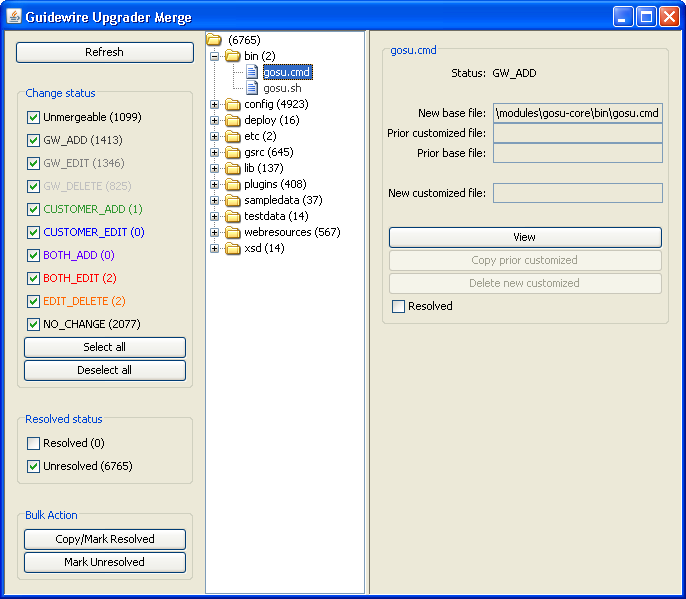 Guidewire Upgrader Merge
Refresh
Change status
Unmergeable (1099)
GW_ADD (1413)
GW_EDIT (1346)
GW_DELETE (825)
CUSTOMER_ADD (1)
CUSTOMER_EDIT (0)
BOTH_ADD (0)
BOTH_EDIT (2)
EDIT_DELETE (2)
NO_CHANGE (2077)
Select all
Deselect all
Resolved status
Resolved (0)
Unresolved (6765)
Bulk Action
Copy/Mark Resolved
Mark Unresolved
(6765)
bin (2)
gosu.cmd
gosu.sh
config (4923)
deploy (16)
etc (2)
gsrc (645)
lib (137)
plugins (408)
sampledata (37)
testdata (14)
webresources (567)
xsd (14)
gosu.cmd
Status: GW_ADD
New base file: \modules\gosu-core\bin\gosu.cmd
Prior customized file:
Prior base file:
New customized file:
View
Copy prior customized
Delete new customized
Resolved